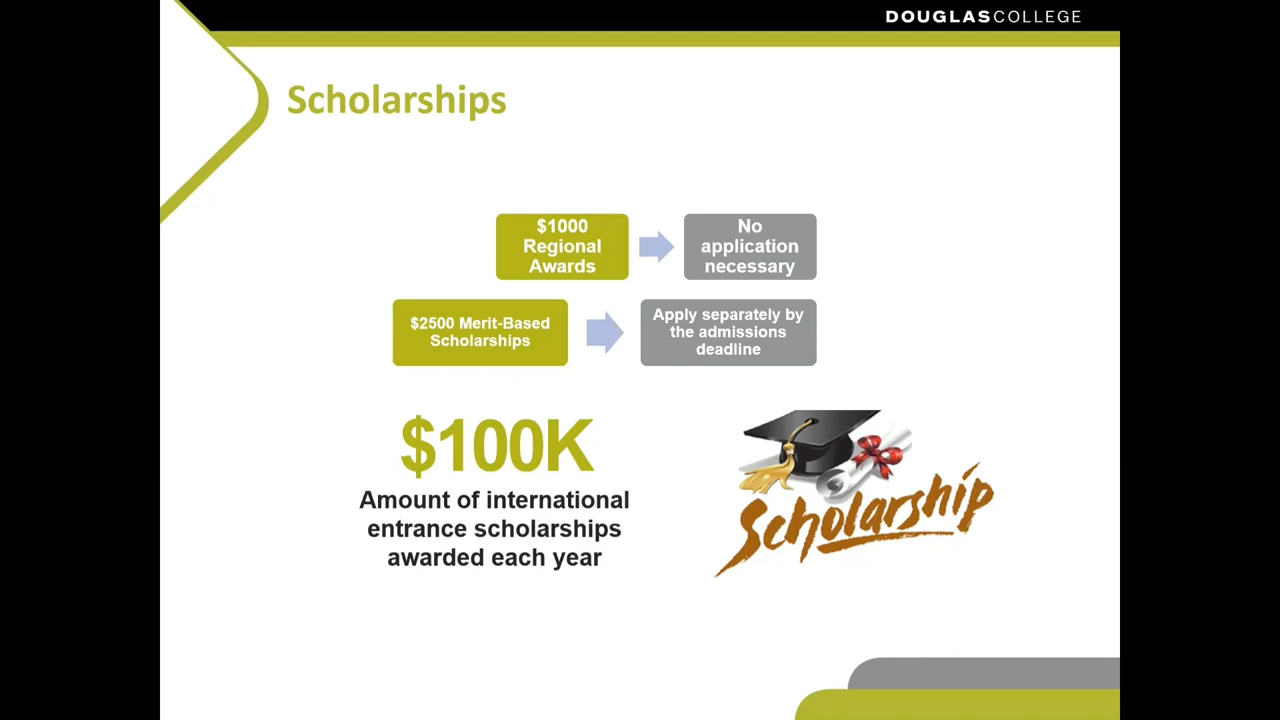 DOUGLASCOLLEGE
Scholarships
$1000
Regional
Awards
No
application
necessary
$2500 Merit-Based
Scholarships
Apply separately by
the admissions
deadline
$100K
Amount of international
entrance scholarships
awarded each year
Scholarship